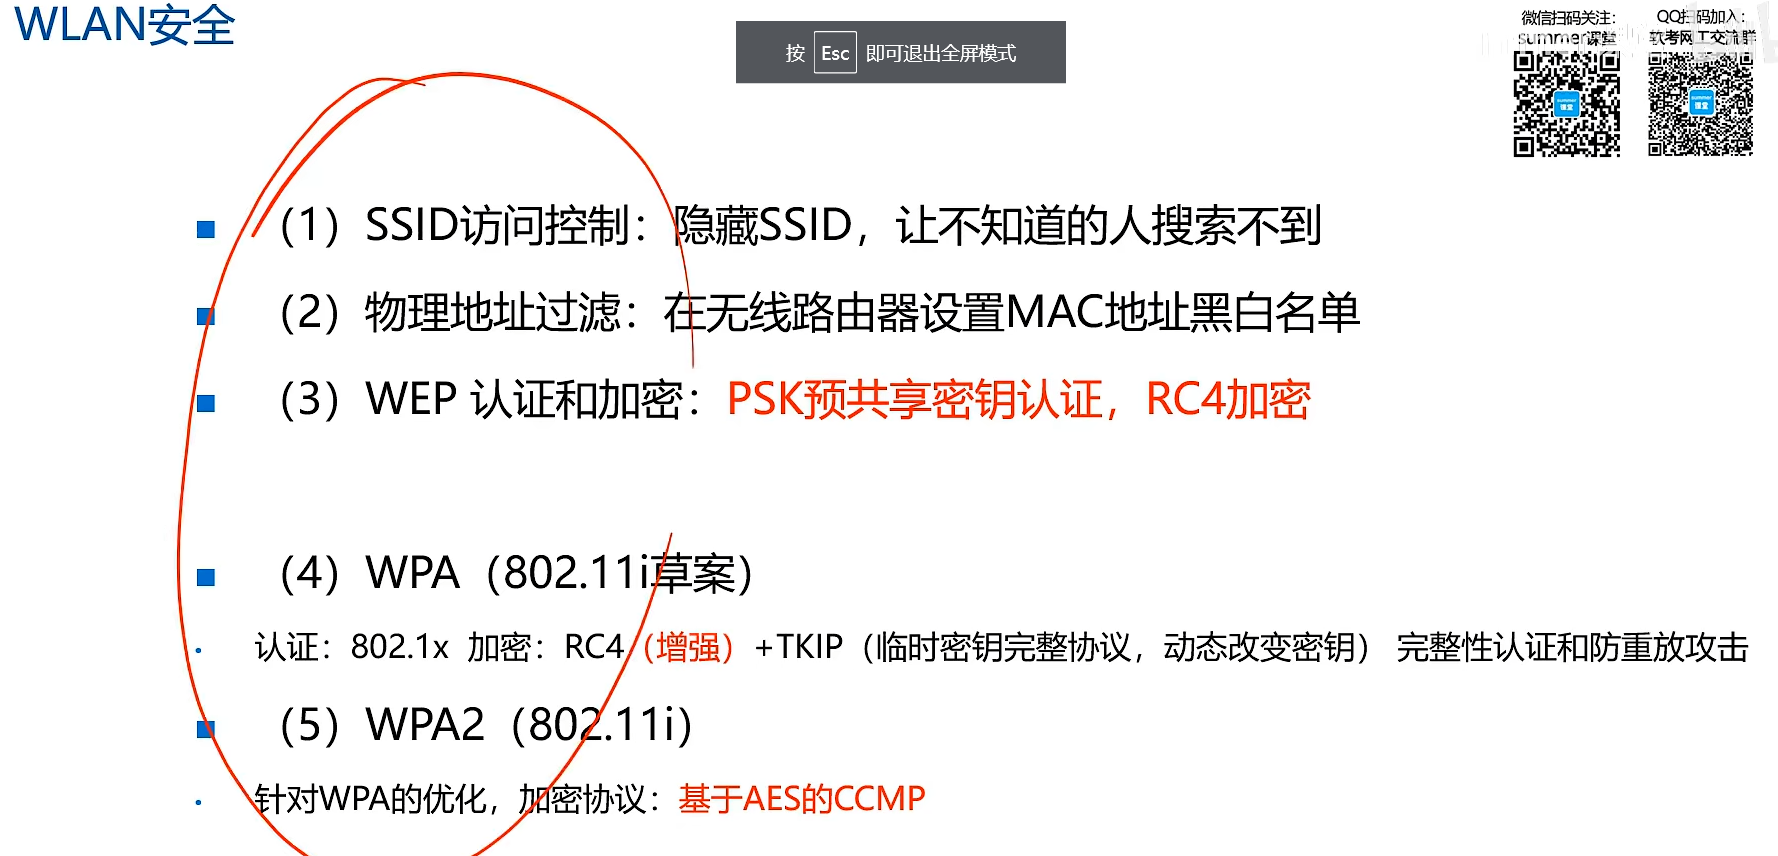 WLAN安全
按 Esc 即可退出全屏模式
微信扫码关注：
summer课堂
QQ扫码加入：
软考网工交流群
（1）SSID访问控制：隐藏SSID，让不知道的人搜索不到
（2）物理地址过滤：在无线路由器设置MAC地址黑白名单
（3）WEP 认证和加密：PSK预共享密钥认证，RC4加密
（4）WPA（802.11i草案）
认证：802.1x 加密：RC4（增强）+TKIP（临时密钥完整协议，动态改变密钥） 完整性认证和防重放攻击
（5）WPA2（802.11i）
针对WPA的优化，加密协议：基于AES的CCMP